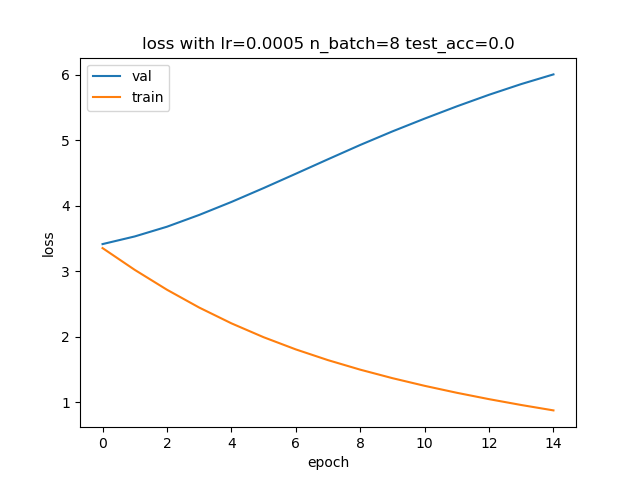 loss with lr=0.0005 n_batch=8 test_acc=0.0
val
train
6
5
4
3
2
1
loss
0 2 4 6 8 10 12 14
epoch